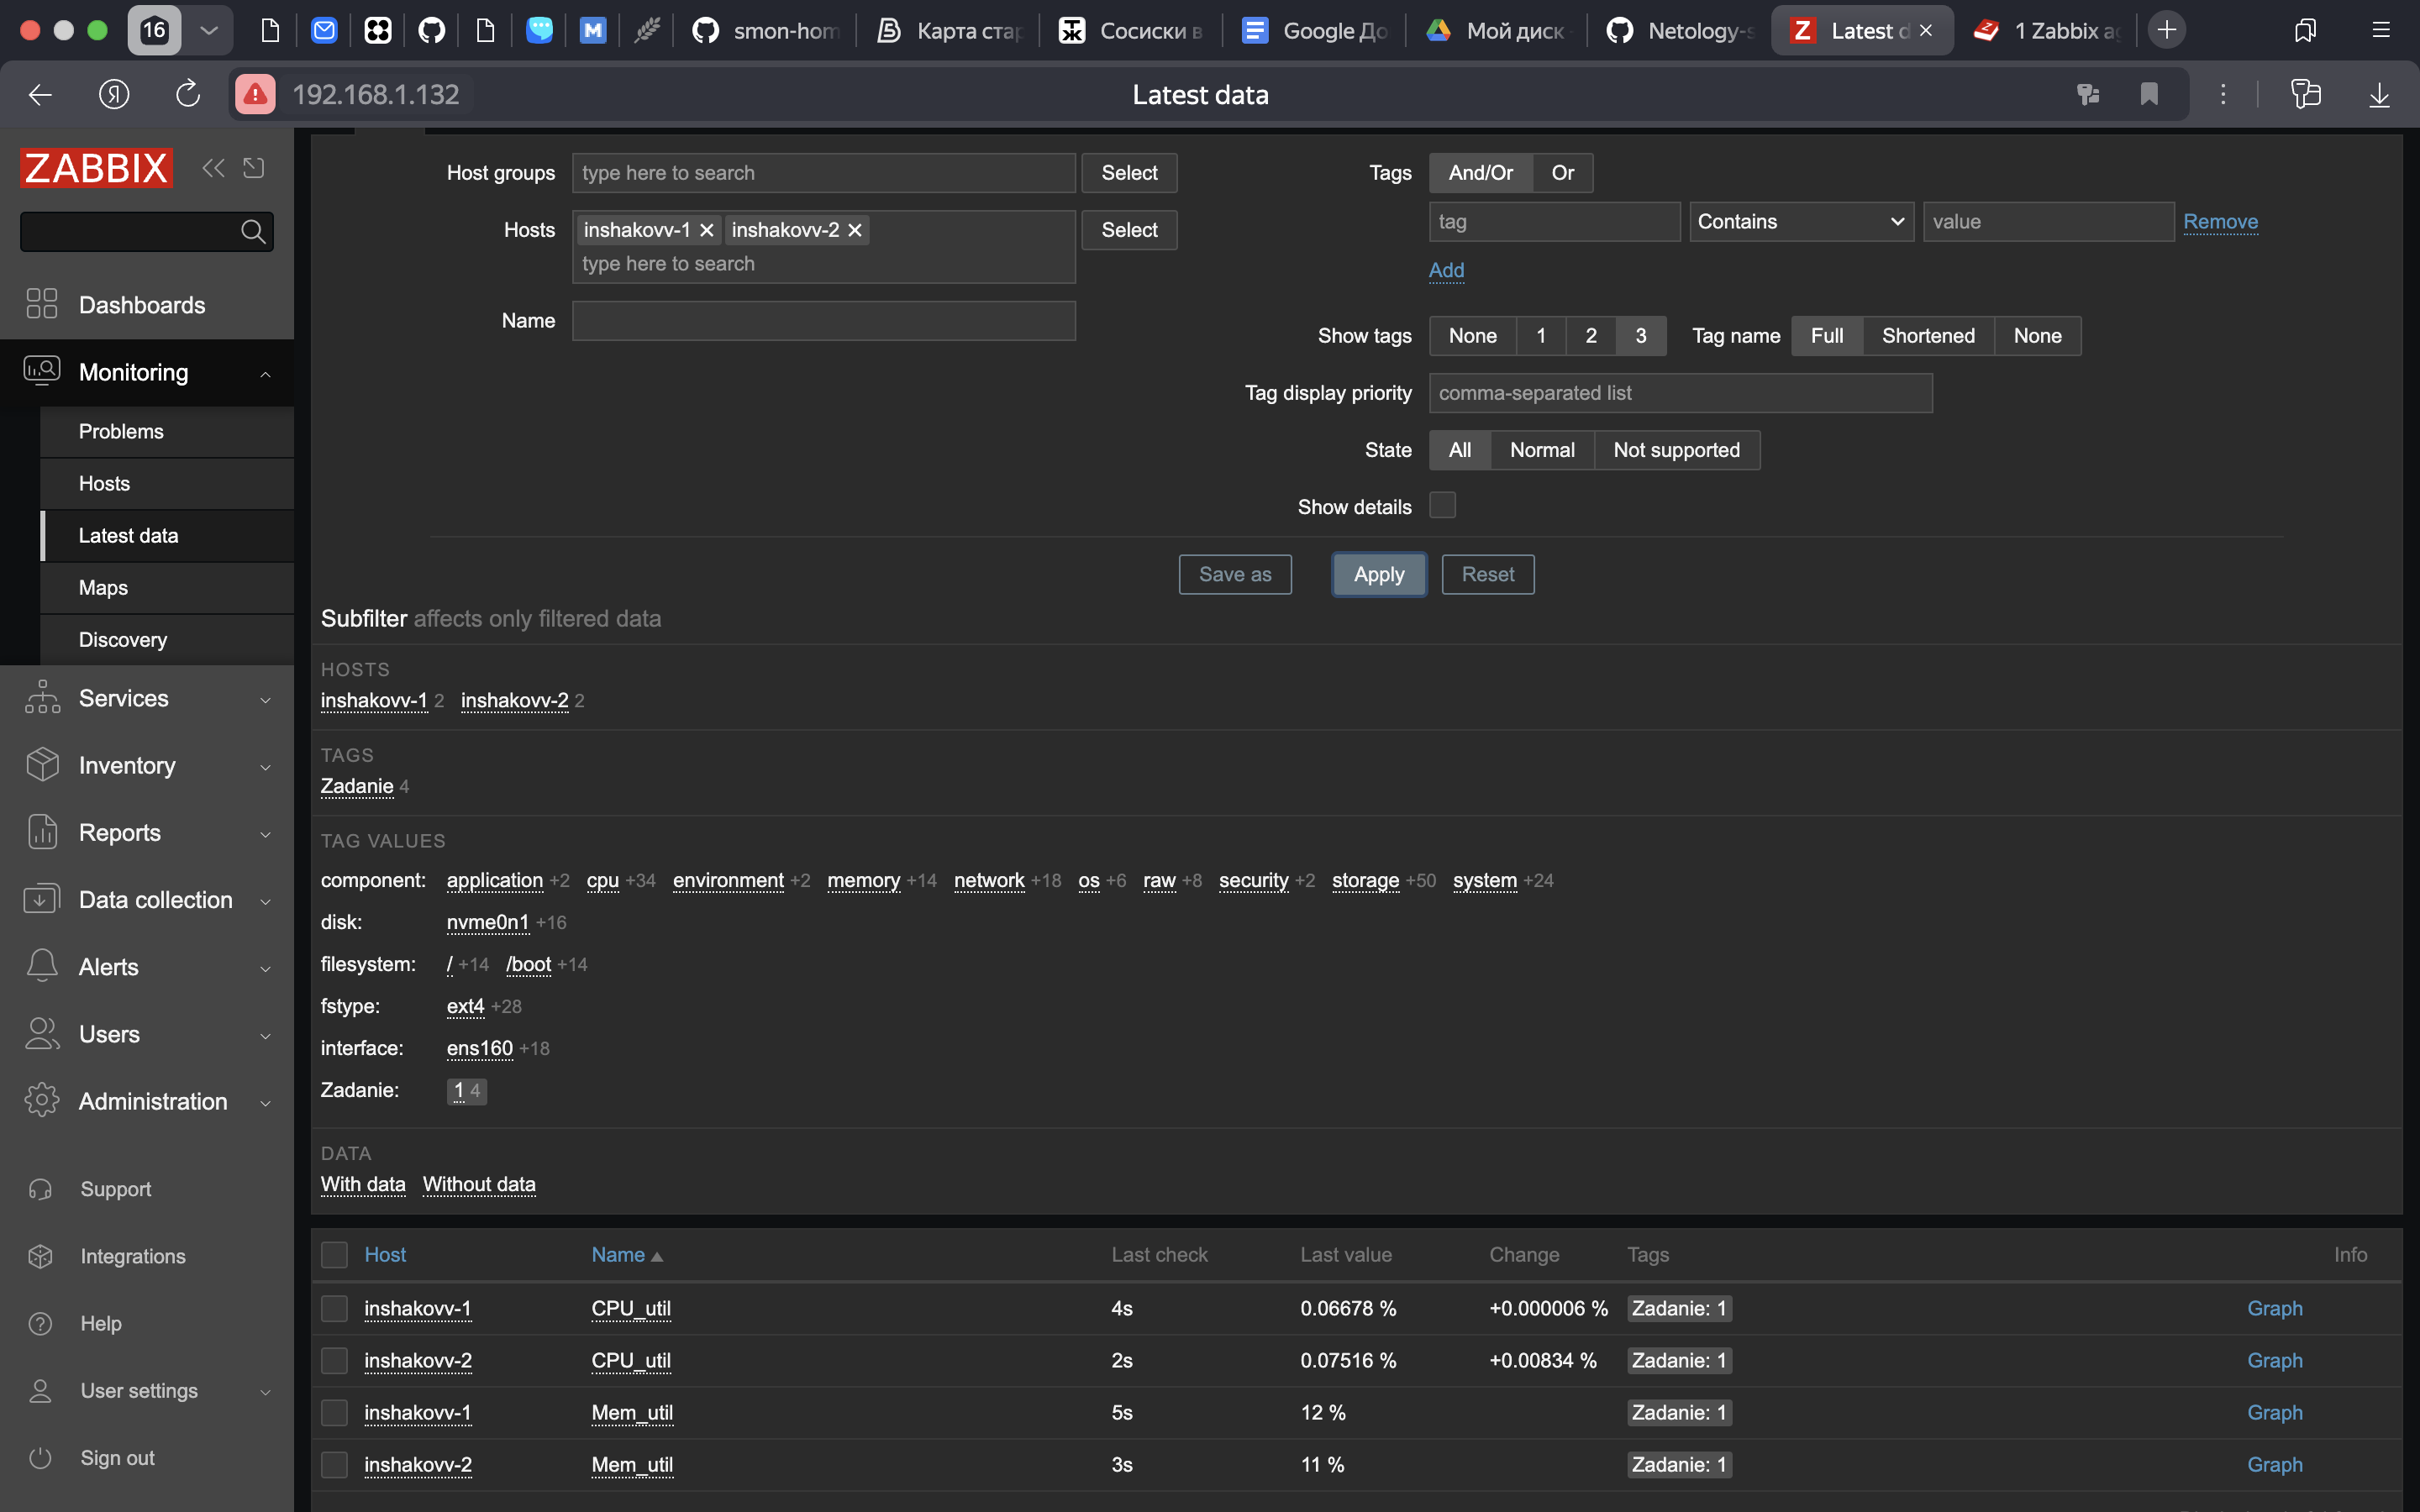 16
smon-hom
Карта стар
Сосиски в
Google До
Мой диск
Netology-s
Latest d
1 Zabbix ag
192.168.1.132
Latest data
ZABBIX
Dashboards
Monitoring
Problems
Hosts
Latest data
Maps
Discovery
Services
Inventory
Reports
Data collection
Alerts
Users
Administration
Support
Integrations
Help
User settings
Sign out
Host groups type here to search Select
Hosts inshakovv-1 inshakovv-2 Select
type here to search
Name
Tags And/Or Or
tag Contains value Remove
Add
Show tags None 1 2 3 Tag name Full Shortened None
Tag display priority comma-separated list
State All Normal Not supported
Show details
Save as Apply Reset
Subfilter affects only filtered data
HOSTS
inshakovv-1 2 inshakovv-2 2
TAGS
Zadanie 4
TAG VALUES
component: application +2 cpu +34 environment +2 memory +14 network +18 os +6 raw +8 security +2 storage +50 system +24
disk: nvme0n1 +16
filesystem: / +14 /boot +14
fstype: ext4 +28
interface: ens160 +18
Zadanie: 1 4
DATA
With data Without data
Host Name Last check Last value Change Tags Info
inshakovv-1 CPU_util 4s 0.06678 % +0.000006 % Zadanie: 1 Graph
inshakovv-2 CPU_util 2s 0.07516 % +0.00834 % Zadanie: 1 Graph
inshakovv-1 Mem_util 5s 12 % Zadanie: 1 Graph
inshakovv-2 Mem_util 3s 11 % Zadanie: 1 Graph